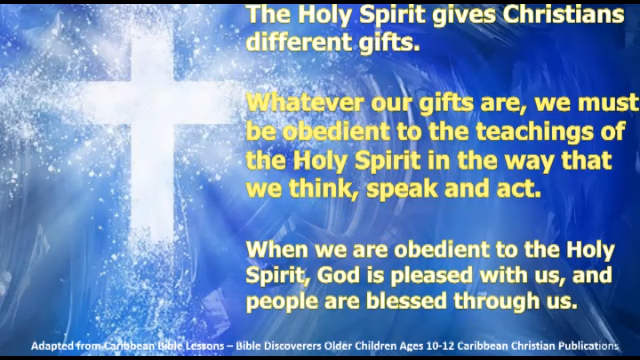 The Holy Spirit gives Christians
different gifts.
Whatever our gifts are, we must
be obedient to the teachings of
the Holy Spirit in the way that
we think, speak and act.
When we are obedient to the Holy
Spirit, God is pleased with us, and
people are blessed through us.
Adapted from Caribbean Bible Lessons – Bible Discoverers Older Children Ages 10-12 Caribbean Christian Publications